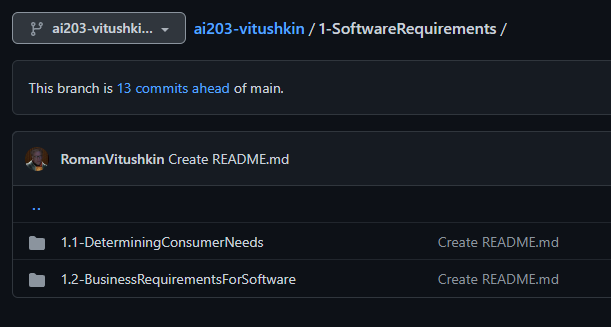 ai203-vitushki... ai203-vitushkin / 1-SoftwareRequirements /
This branch is 13 commits ahead of main.
RomanVitushkin Create README.md
..
1.1-DeterminingConsumerNeeds Create README.md
1.2-BusinessRequirementsForSoftware Create README.md